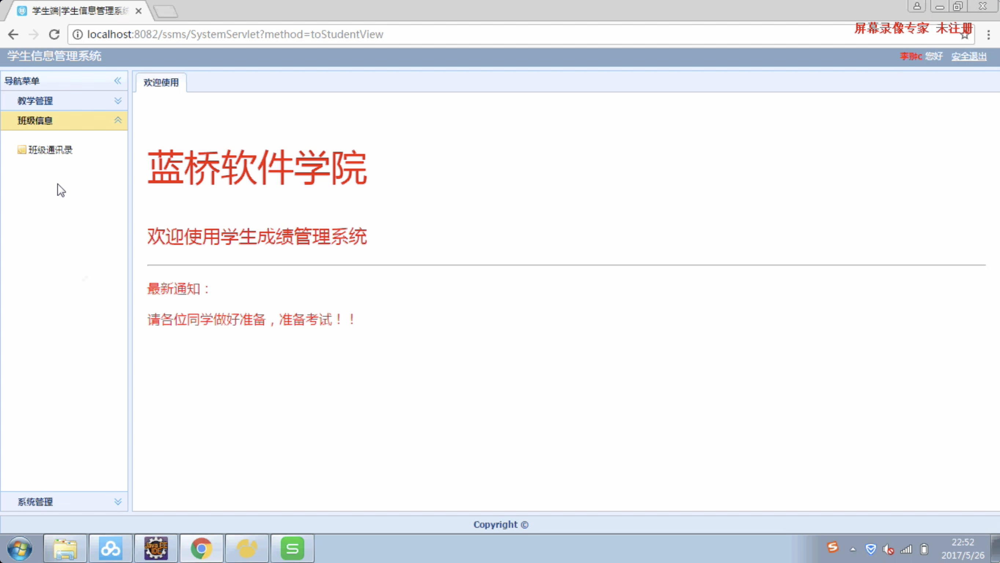 学生端|学生信息管理系统
localhost:8082/ssms/SystemServlet?method=toStudentView
屏幕录像专家 未注册
学生信息管理系统
您好 安全退出
导航菜单
欢迎使用
教学管理
班级信息
班级通讯录
蓝桥软件学院
欢迎使用学生成绩管理系统
最新通知：
请各位同学做好准备，准备考试！！
系统管理
Copyright ©
Java EE
IDE
22:52
2017/5/26